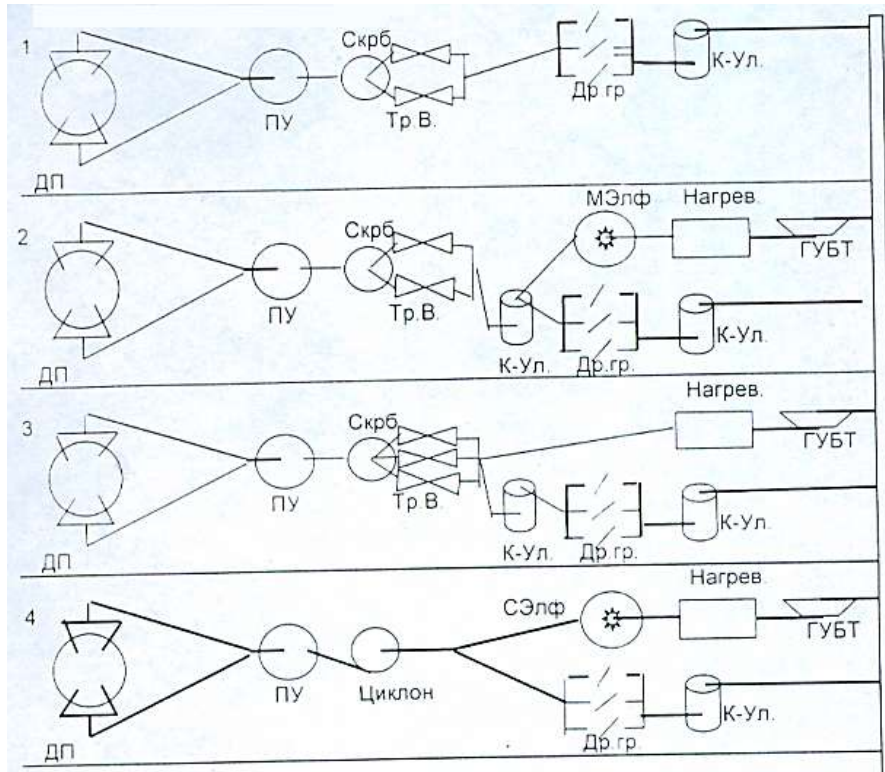 1
Скрб
ПУ
Тр.В.
Др.гр
К-Ул.
ДП
2
Скрб
МЭлф
Нагрев.
ГУБТ
ПУ
Тр.В.
К-Ул.
Др.гр.
К-Ул.
ДП
3
Скрб
Нагрев.
ГУБТ
ПУ
Тр.В.
К-Ул.
Др.гр.
К-Ул.
ДП
4
СЭлф
Нагрев.
ГУБТ
ПУ
Циклон
К-Ул.
Др.гр.
ДП